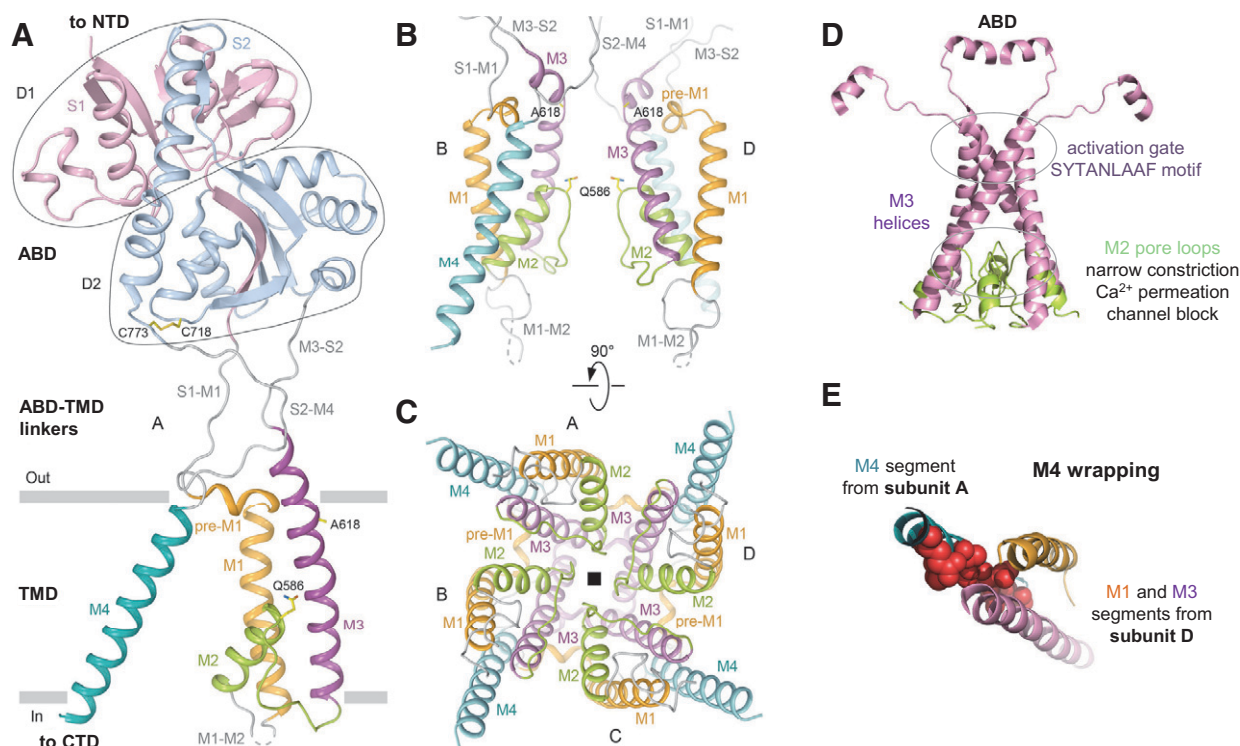 A
to NTD
S2
D1
S1
ABD
D2
C773
C718
M3-S2
S1-M1
S2-M4
ABD-TMD
linkers
A
Out
pre-M1
A618
M1
TMD
Q586
M4
M3
M2
In
M1-M2
to CTD
B
M3-S2
S1-M1
S2-M4
S1-M1
M3-S2
M3
pre-M1
A618
A618
B
M3
D
M1
Q586
M1
M2
M2
M4
M1-M2
M1-M2
90°
C
A
M1
M2
M4
M4
M3
pre-M1
M3
M1
D
M2
B
M2
M1
M3
M3
pre-M1
M4
M4
M2
M1
C
D
ABD
activation gate
SYTANLAAF motif
M3
helices
M2 pore loops
narrow constriction
Ca²⁺ permeation
channel block
E
M4 segment
from subunit A
M4 wrapping
M1 and M3
segments from
subunit D